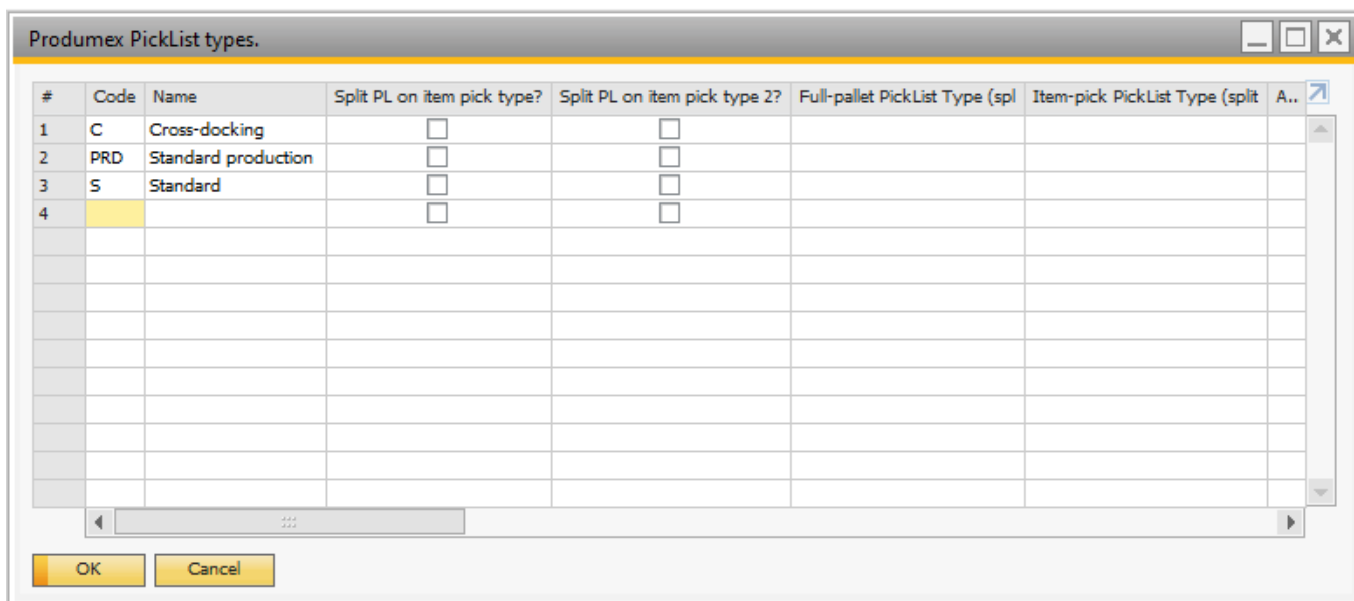 Produmex PickList types.
# Code Name Split PL on item pick type? Split PL on item pick type 2? Full-pallet PickList Type (spl Item-pick PickList Type (split A..
1 C Cross-docking
2 PRD Standard production
3 S Standard
4
OK Cancel